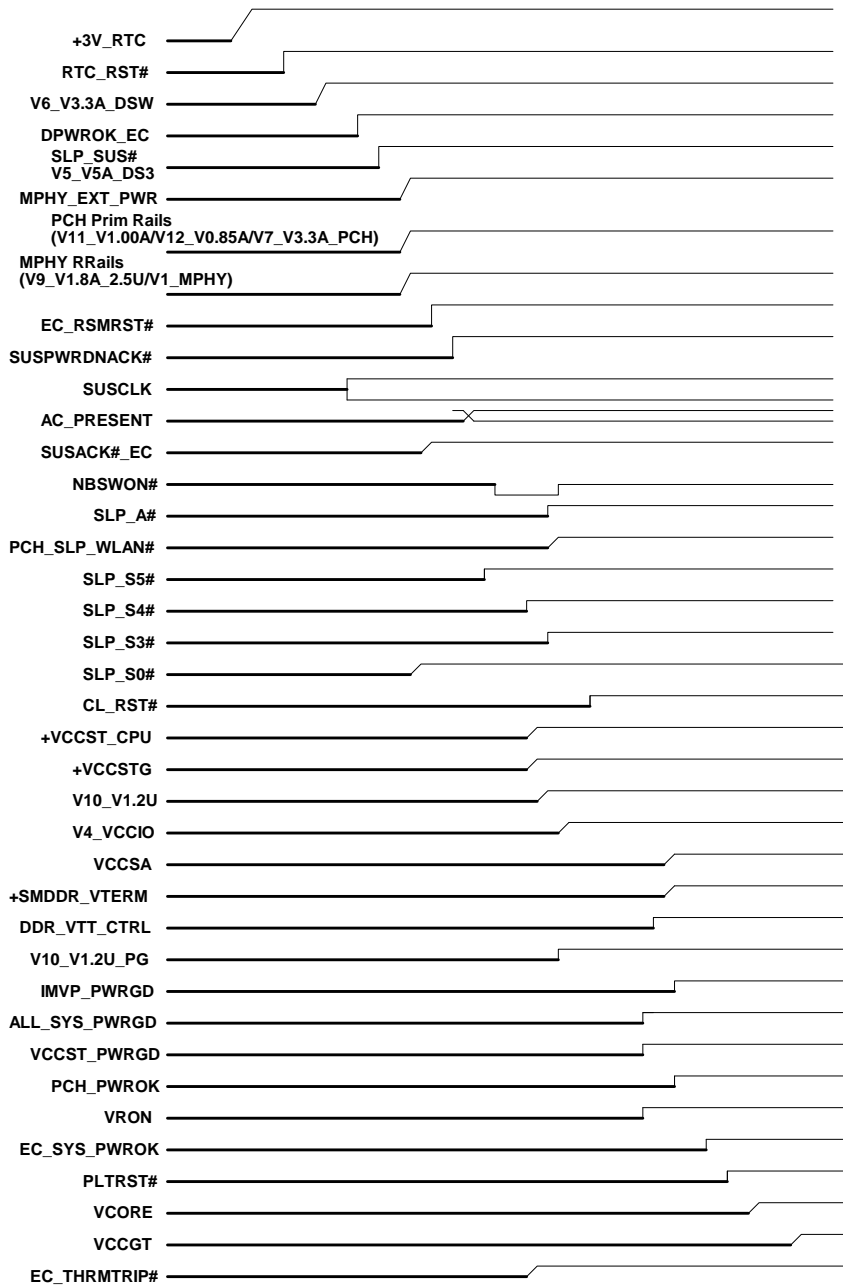 +3V_RTC
RTC_RST#
V6_V3.3A_DSW
DPWROK_EC
SLP_SUS#
V5_V5A_DS3
MPHY_EXT_PWR
PCH Prim Rails
(V11_V1.00A/V12_V0.85A/V7_V3.3A_PCH)
MPHY RRails
(V9_V1.8A_2.5U/V1_MPHY)
EC_RSMRST#
SUSPWRDNACK#
SUSCLK
AC_PRESENT
SUSACK#_EC
NBSWON#
SLP_A#
PCH_SLP_WLAN#
SLP_S5#
SLP_S4#
SLP_S3#
SLP_S0#
CL_RST#
+VCCST_CPU
+VCCSTG
V10_V1.2U
V4_VCCIO
VCCSA
+SMDDR_VTERM
DDR_VTT_CTRL
V10_V1.2U_PG
IMVP_PWRGD
ALL_SYS_PWRGD
VCCST_PWRGD
PCH_PWROK
VRON
EC_SYS_PWROK
PLTRST#
VCORE
VCCGT
EC_THRMTRIP#